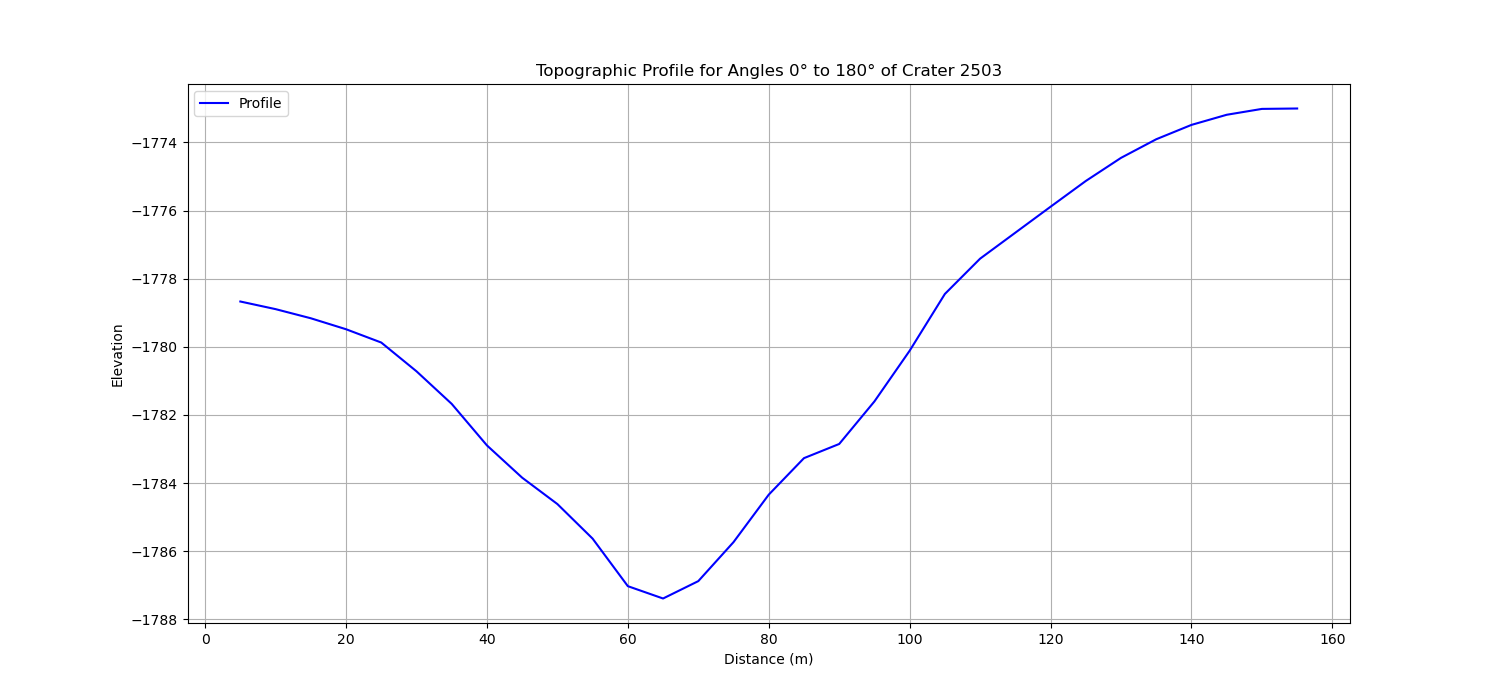 Topographic Profile for Angles 0° to 180° of Crater 2503
Profile
−1774
−1776
−1778
−1780
−1782
−1784
−1786
−1788
Elevation
0 20 40 60 80 100 120 140 160
Distance (m)